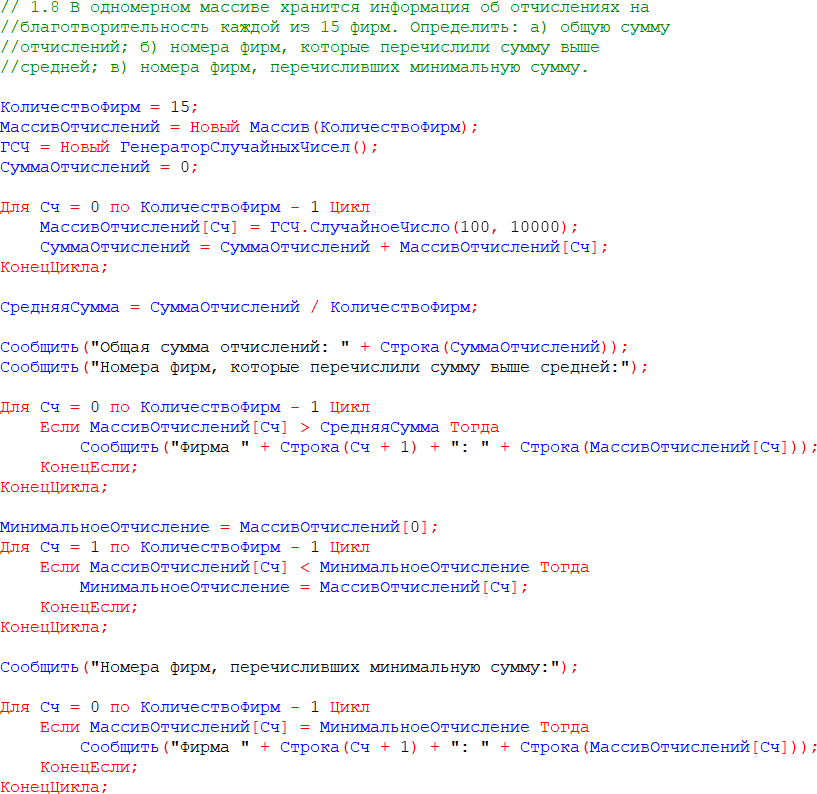 // 1.8 В одномерном массиве хранится информация об отчислениях на
//благотворительность каждой из 15 фирм. Определить: а) общую сумму
//отчислений; б) номера фирм, которые перечислили сумму выше
//средней; в) номера фирм, перечисливших минимальную сумму.

КоличествоФирм = 15;
МассивОтчислений = Новый Массив(КоличествоФирм);
ГСЧ = Новый ГенераторСлучайныхЧисел();
СуммаОтчислений = 0;

Для Сч = 0 по КоличествоФирм - 1 Цикл
    МассивОтчислений[Сч] = ГСЧ.СлучайноеЧисло(100, 10000);
    СуммаОтчислений = СуммаОтчислений + МассивОтчислений[Сч];
КонецЦикла;

СредняяСумма = СуммаОтчислений / КоличествоФирм;

Сообщить("Общая сумма отчислений: " + Строка(СуммаОтчислений));
Сообщить("Номера фирм, которые перечислили сумму выше средней:");

Для Сч = 0 по КоличествоФирм - 1 Цикл
    Если МассивОтчислений[Сч] > СредняяСумма Тогда
        Сообщить("Фирма " + Строка(Сч + 1) + ": " + Строка(МассивОтчислений[Сч]));
    КонецЕсли;
КонецЦикла;

МинимальноеОтчисление = МассивОтчислений[0];
Для Сч = 1 по КоличествоФирм - 1 Цикл
    Если МассивОтчислений[Сч] < МинимальноеОтчисление Тогда
        МинимальноеОтчисление = МассивОтчислений[Сч];
    КонецЕсли;
КонецЦикла;

Сообщить("Номера фирм, перечисливших минимальную сумму:");

Для Сч = 0 по КоличествоФирм - 1 Цикл
    Если МассивОтчислений[Сч] = МинимальноеОтчисление Тогда
        Сообщить("Фирма " + Строка(Сч + 1) + ": " + Строка(МассивОтчислений[Сч]));
    КонецЕсли;
КонецЦикла;